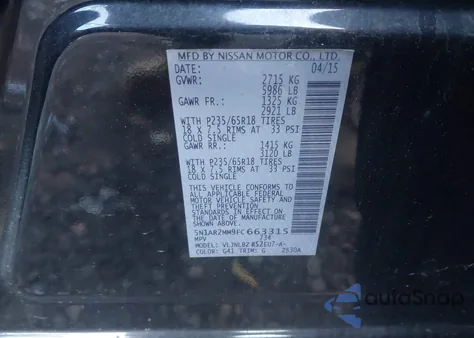 MFD BY NISSAN MOTOR CO., LTD.
DATE: 04/15
GVWR: 2715 KG
5986 LB
GAWR FR.: 1325 KG
2921 LB
WITH P235/65R18 TIRES
18 X 7.5 RIMS AT 33 PSI
COLD SINGLE
GAWR RR.: 1415 KG
3120 LB
WITH P235/65R18 TIRES
18 X 7.5 RIMS AT 33 PSI
COLD SINGLE
THIS VEHICLE CONFORMS TO
ALL APPLICABLE FEDERAL
MOTOR VEHICLE SAFETY AND
THEFT PREVENTION
STANDARDS IN EFFECT ON
THE DATE OF MANUFACTURE
SHOWN ABOVE.
5N1AR2MM9FC663315
MPV 734
MODEL:
COLOR: G41 TRIM: G
autoSnap